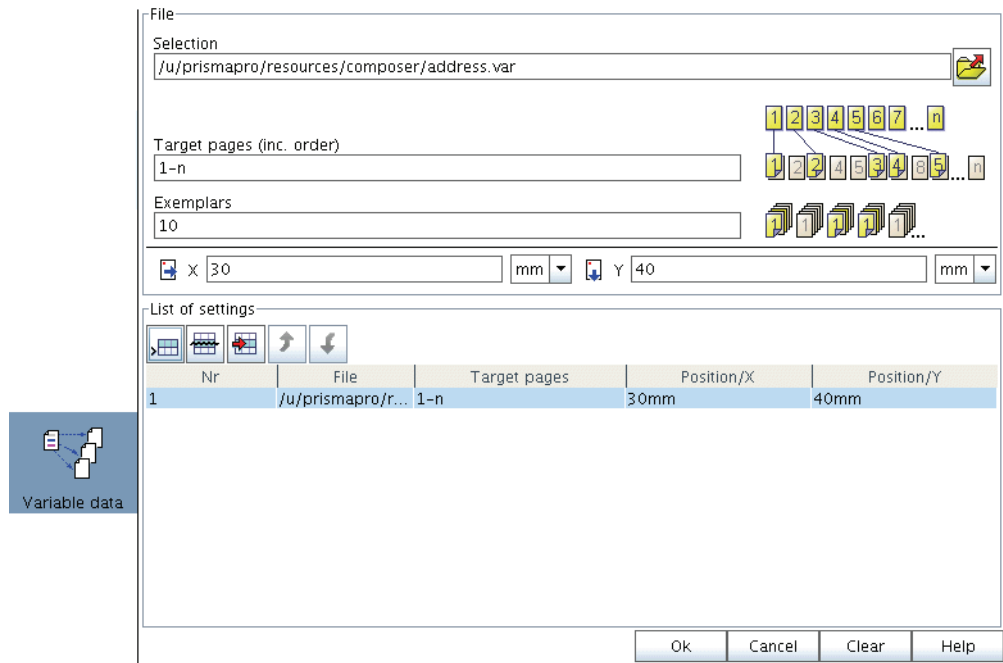 File
Selection
/u/prismapro/resources/composer/address.var
1 2 3 4 5 6 7 ... n
Target pages (inc. order)
1-n
1 2 2 4 5 3 4 8 5 ... n
Exemplars
10
1 1 1 1 1 ...
X 30 mm Y 40 mm
List of settings
Nr File Target pages Position/X Position/Y
1 /u/prismapro/r... 1-n 30mm 40mm
Variable data
Ok Cancel Clear Help